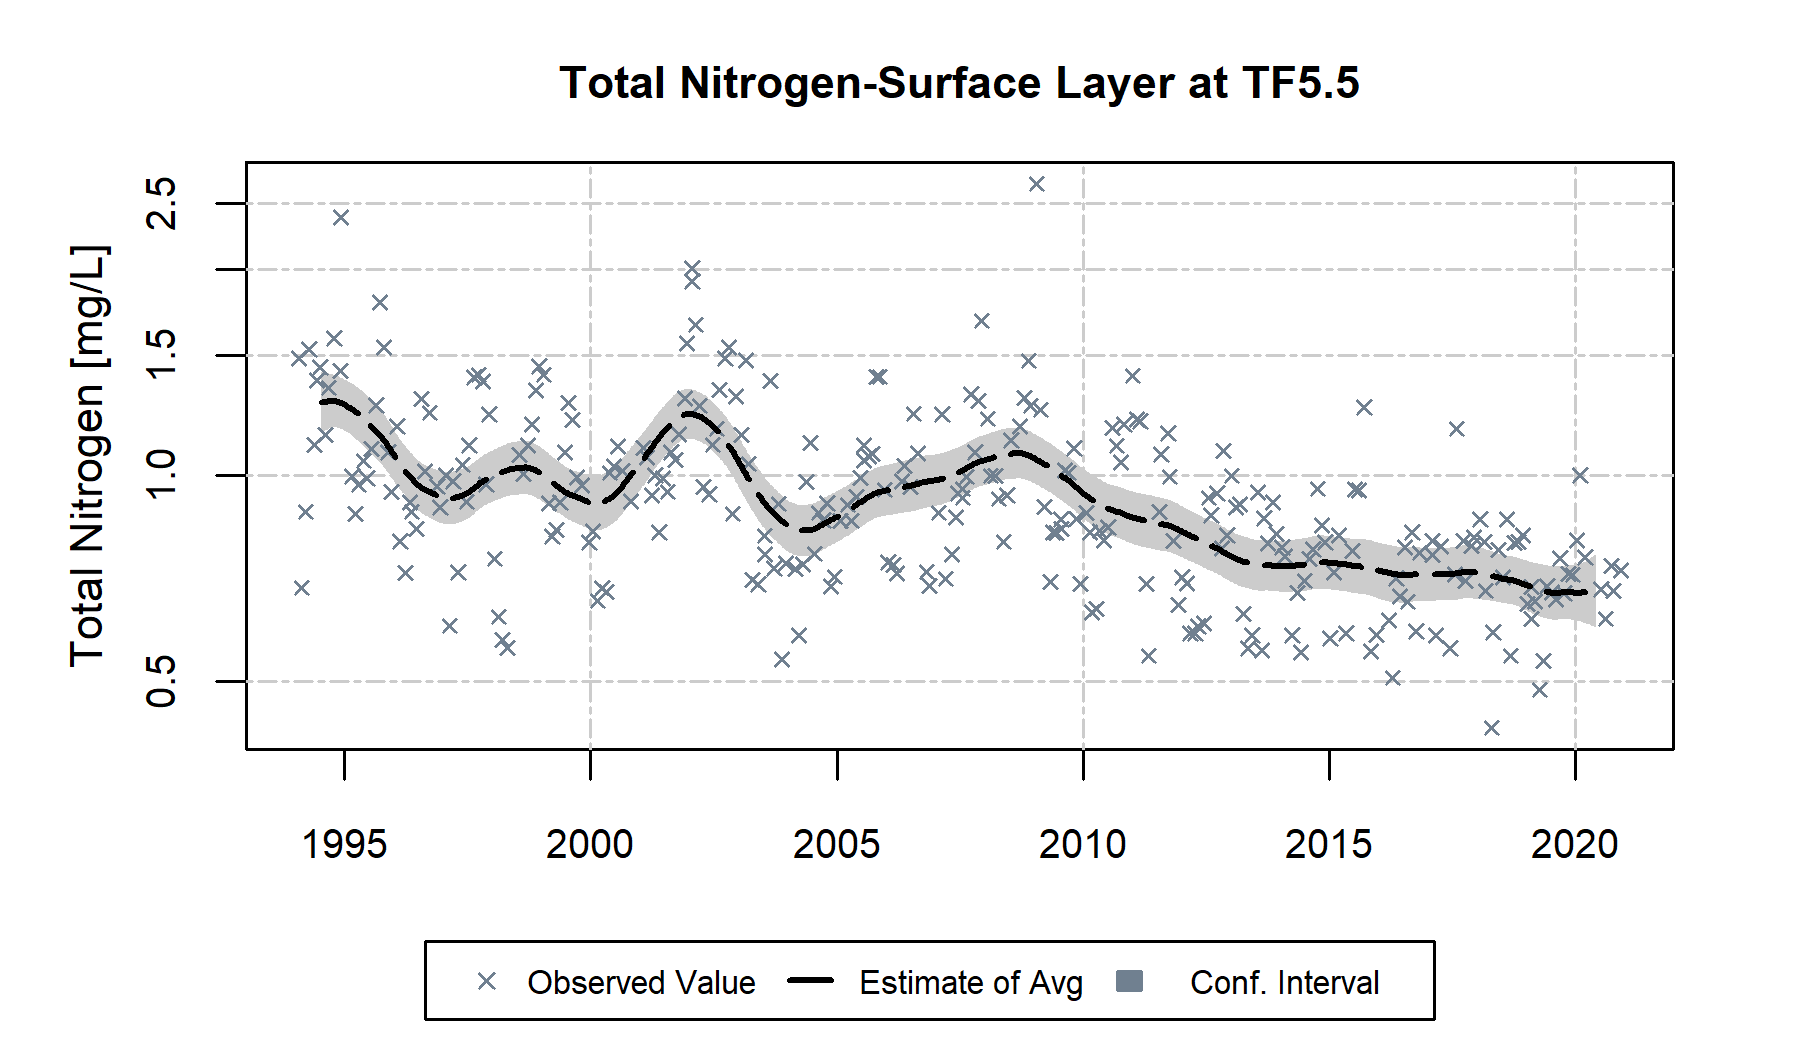 Total Nitrogen-Surface Layer at TF5.5
Total Nitrogen [mg/L]
2.5
1.5
1.0
0.5
1995 2000 2005 2010 2015 2020
Observed Value Estimate of Avg Conf. Interval